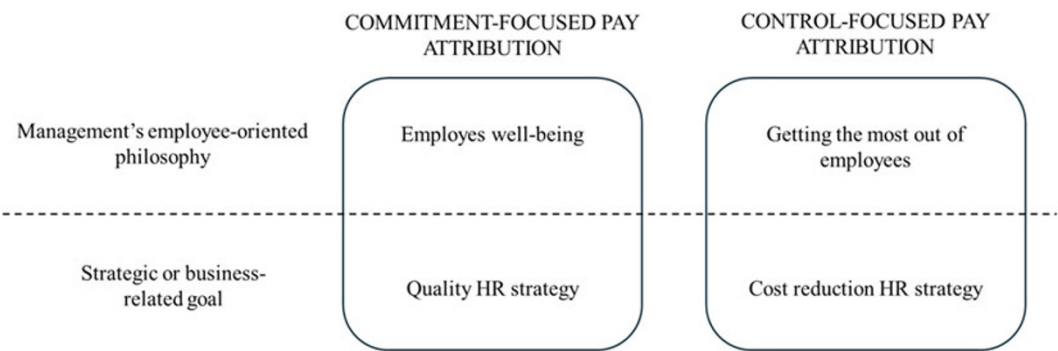 COMMITMENT-FOCUSED PAY
ATTRIBUTION
CONTROL-FOCUSED PAY
ATTRIBUTION
Management’s employee-oriented
philosophy
Employes well-being
Getting the most out of
employees
Strategic or business-
related goal
Quality HR strategy
Cost reduction HR strategy